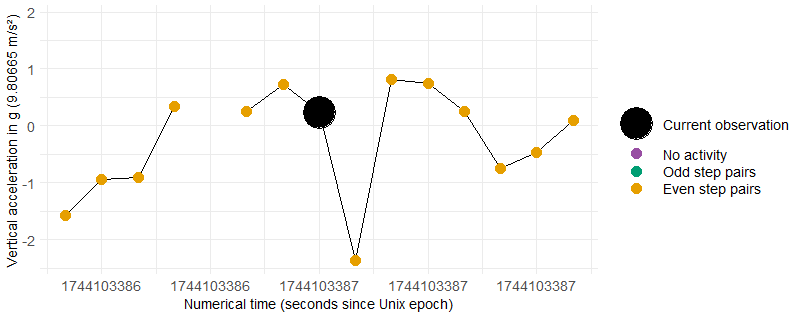 Vertical acceleration in g (9.80665 m/s²)
2
1
0
-1
-2
1744103386 1744103386 1744103387 1744103387 1744103387
Numerical time (seconds since Unix epoch)
Current observation
No activity
Odd step pairs
Even step pairs